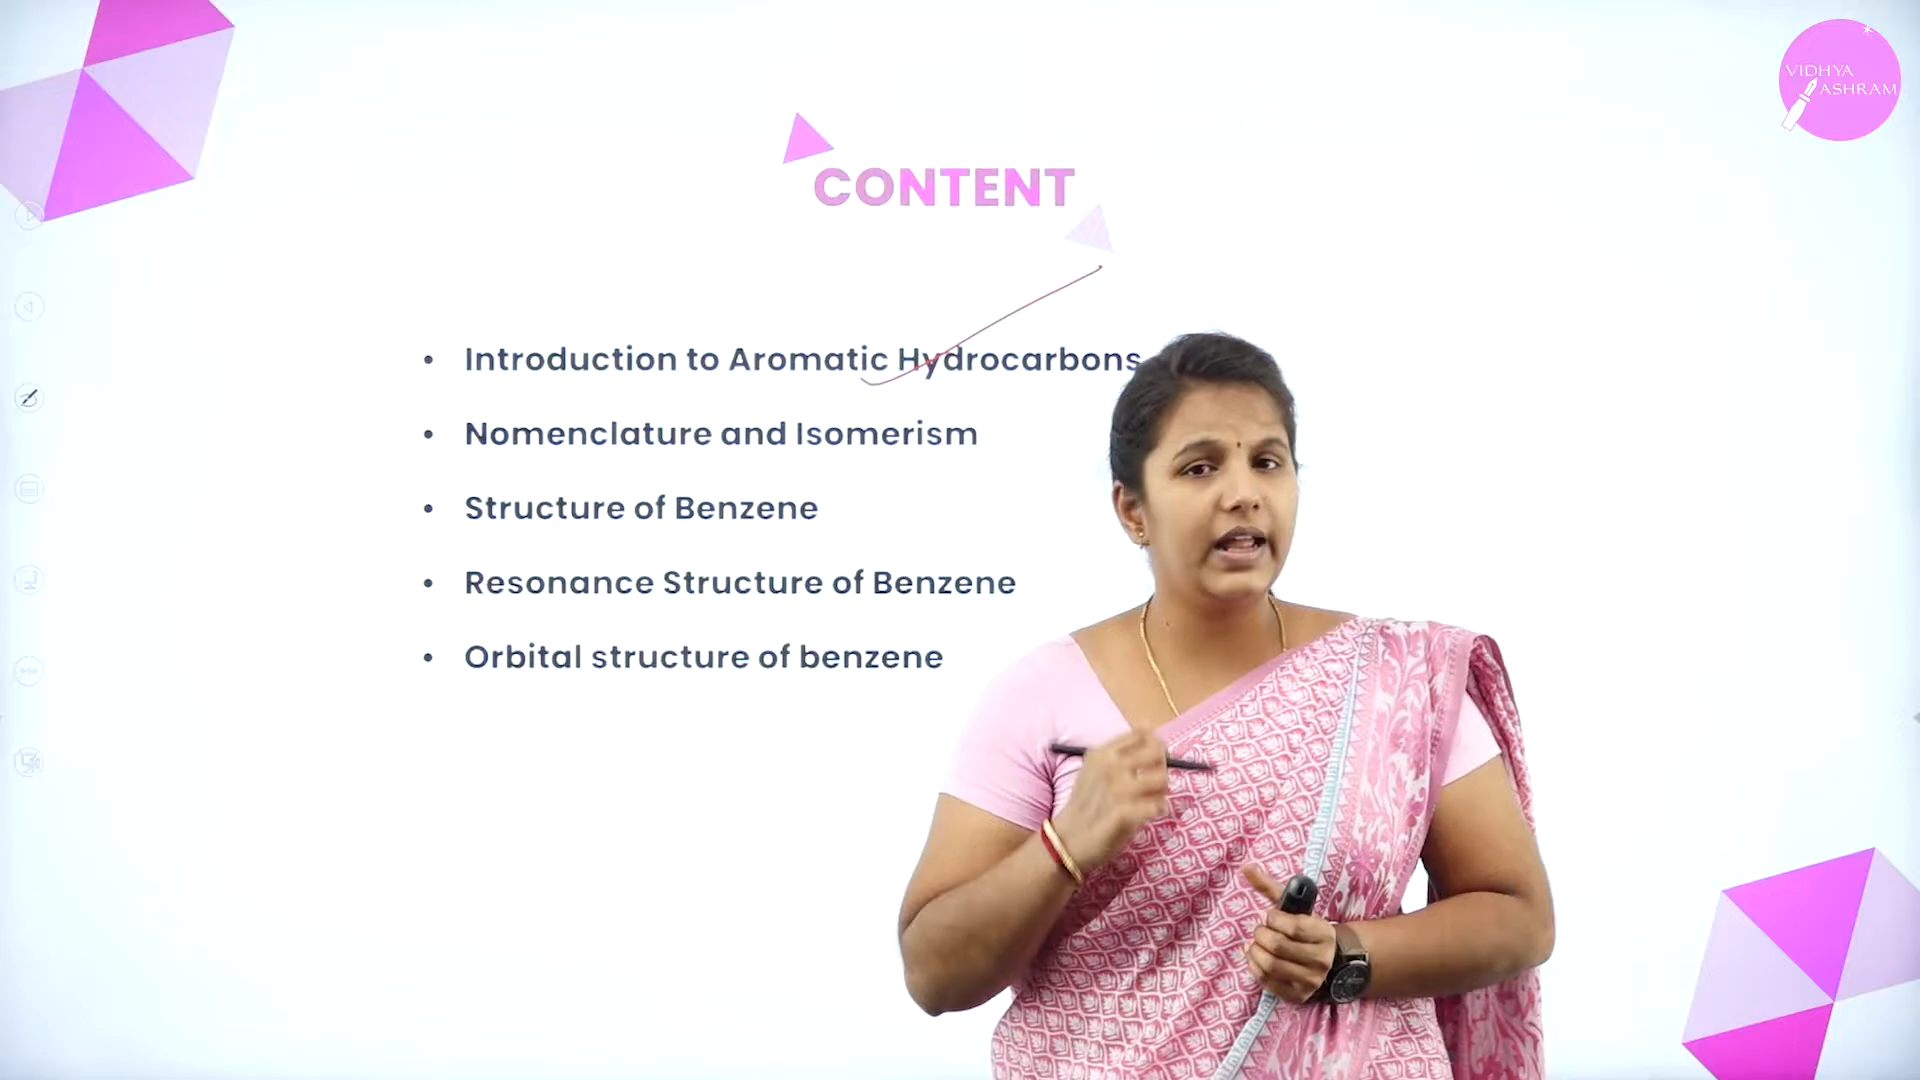 VIDHYA
ASHRAM
CONTENT
• Introduction to Aromatic Hydrocarbons
• Nomenclature and Isomerism
• Structure of Benzene
• Resonance Structure of Benzene
• Orbital structure of benzene